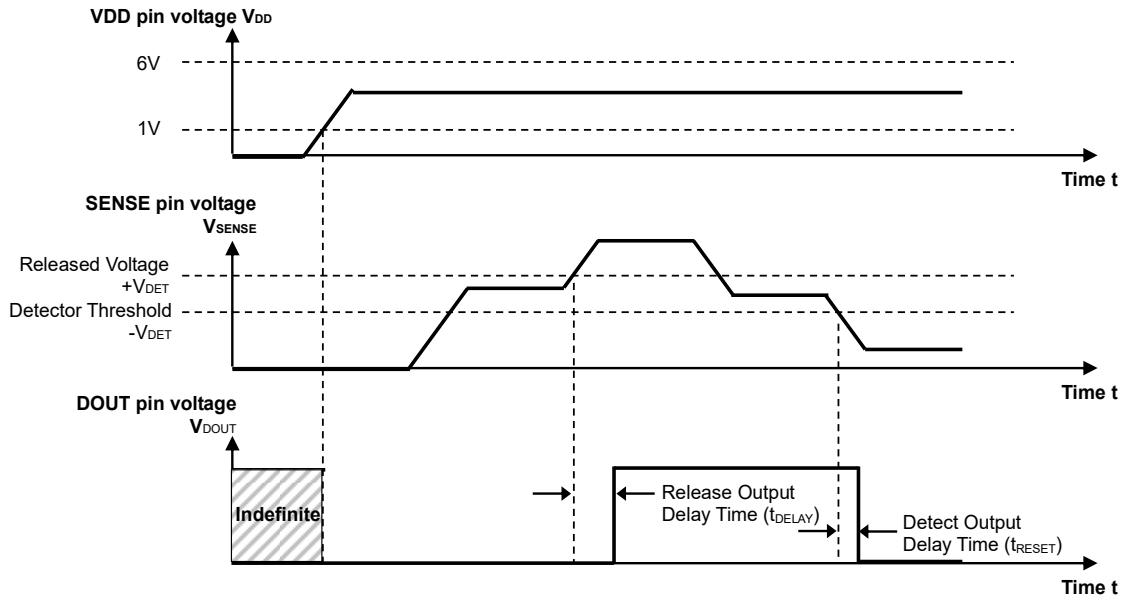 VDD pin voltage VDD
6V
1V
Time t
SENSE pin voltage
VSENSE
Released Voltage
+VDET
Detector Threshold
-VDET
Time t
DOUT pin voltage
VDOUT
Indefinite
Release Output
Delay Time (tDELAY)
Detect Output
Delay Time (tRESET)
Time t